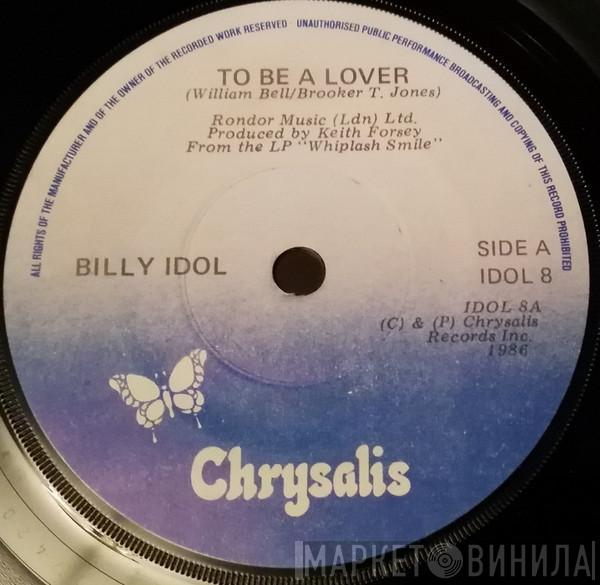 ALL RIGHTS OF THE MANUFACTURER AND OF THE OWNER OF THE RECORDED WORK RESERVED · UNAUTHORISED PUBLIC PERFORMANCE BROADCASTING AND COPYING OF THIS RECORD PROHIBITED
TO BE A LOVER
(William Bell/Brooker T. Jones)
Rondor Music (Ldn) Ltd.
Produced by Keith Forsey
From the LP "Whiplash Smile"
BILLY IDOL
SIDE A
IDOL 8
IDOL 8A
(C) & (P) Chrysalis
Records Inc.
1986
Chrysalis
МАРКЕТ ВИНИЛА